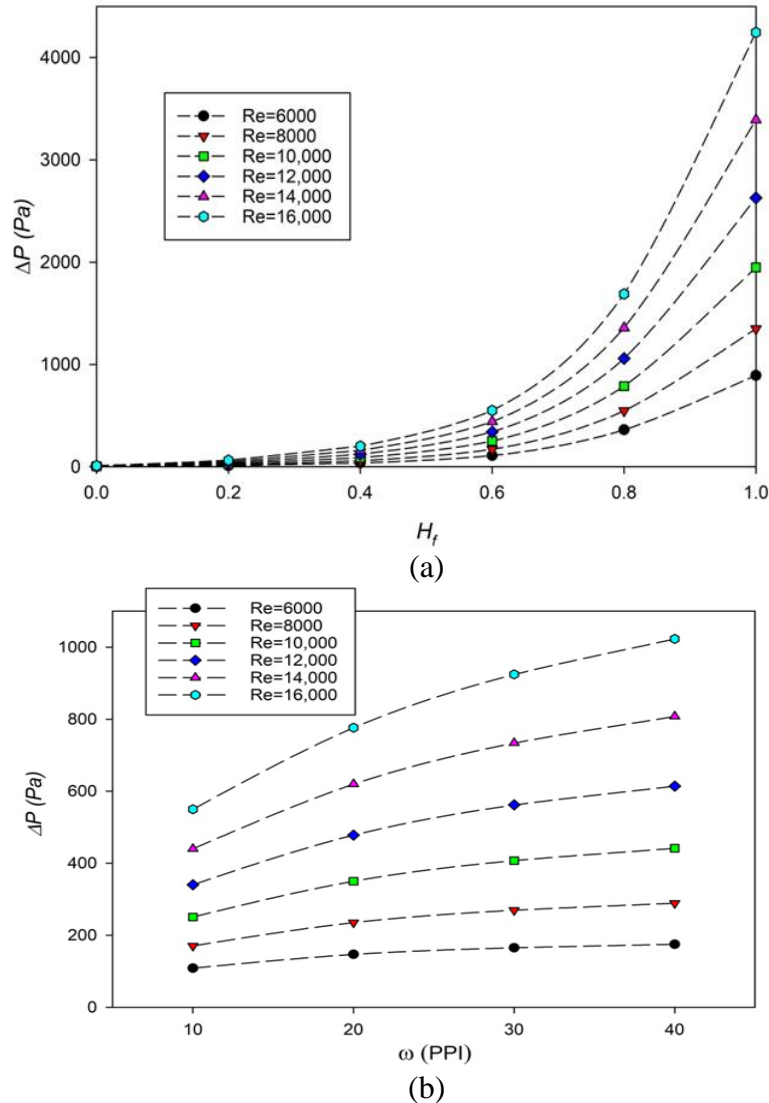 4000
3000
2000
1000
0
ΔP (Pa)
Re=6000
Re=8000
Re=10,000
Re=12,000
Re=14,000
Re=16,000
0.0 0.2 0.4 0.6 0.8 1.0
H_f
(a)
Re=6000
Re=8000
Re=10,000
Re=12,000
Re=14,000
Re=16,000
1000
800
600
400
200
0
ΔP (Pa)
10 20 30 40
ω (PPI)
(b)